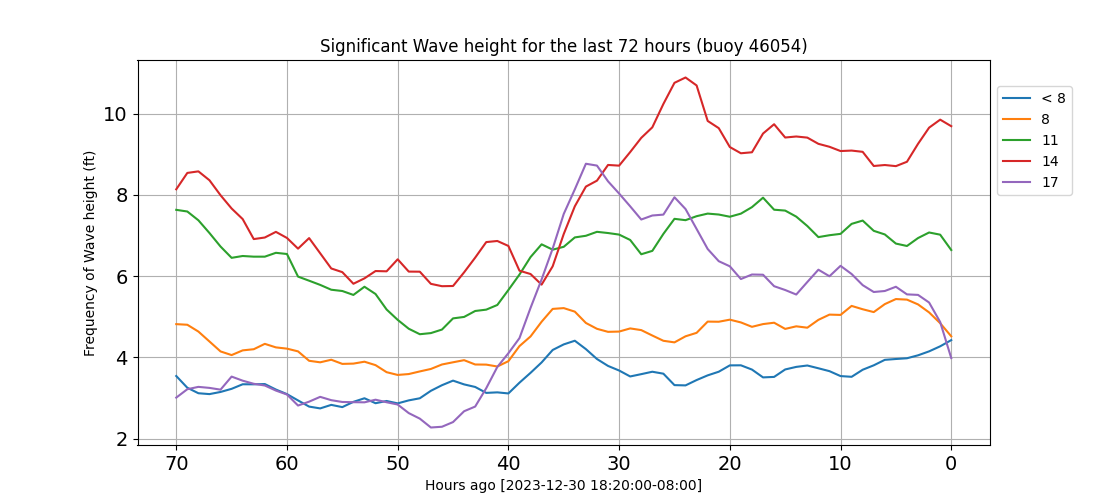 Significant Wave height for the last 72 hours (buoy 46054)
Frequency of Wave height (ft)
10
8
6
4
2
70 60 50 40 30 20 10 0
Hours ago [2023-12-30 18:20:00-08:00]
< 8
8
11
14
17